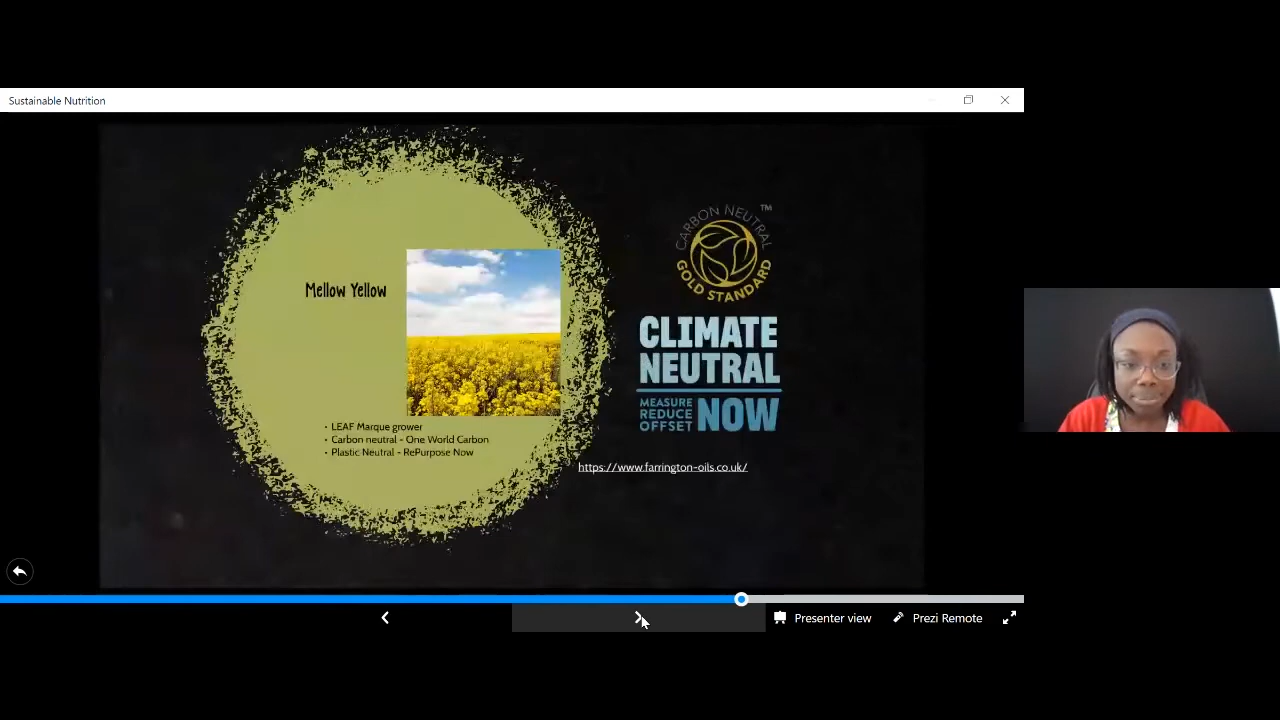 Sustainable Nutrition
Mellow Yellow
• LEAF Marque grower
• Carbon neutral - One World Carbon
• Plastic Neutral - RePurpose Now
CARBON NEUTRAL ™
GOLD STANDARD
CLIMATE
NEUTRAL
MEASURE
REDUCE
OFFSET
NOW
https://www.farrington-oils.co.uk/
Presenter view
Prezi Remote